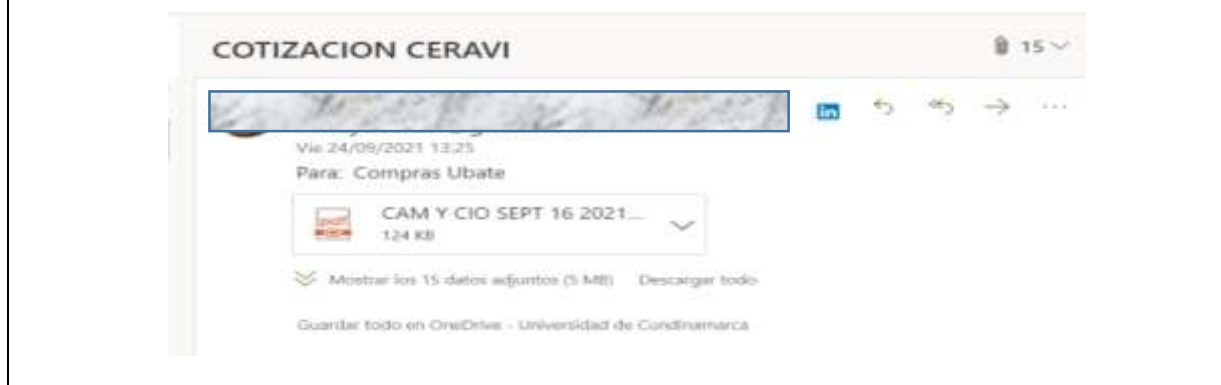 COTIZACION CERAVI
15
in
Vie 24/09/2021 13:25
Para: Compras Ubate
CAM Y CIO SEPT 16 2021...
124 KB
Mostrar los 15 datos adjuntos (5 MB) Descargar todo
Guardar todo en OneDrive - Universidad de Cundinamarca